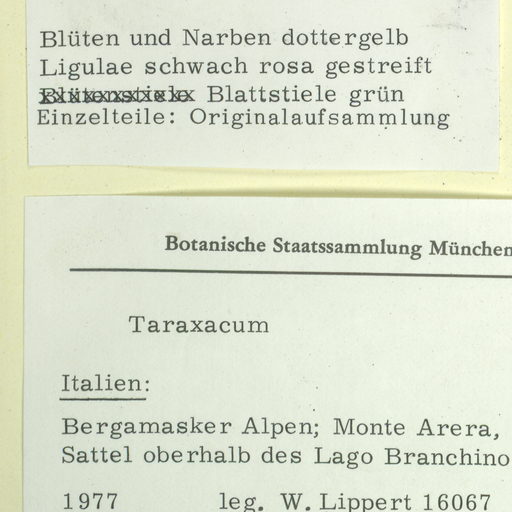 Blüten und Narben dottergelb
Ligulae schwach rosa gestreift
Blattstiele grün
Einzelteile: Originalaufsammlung
Botanische Staatssammlung München
Taraxacum
Italien:
Bergamasker Alpen; Monte Arera,
Sattel oberhalb des Lago Branchino
1977 leg. W. Lippert 16067